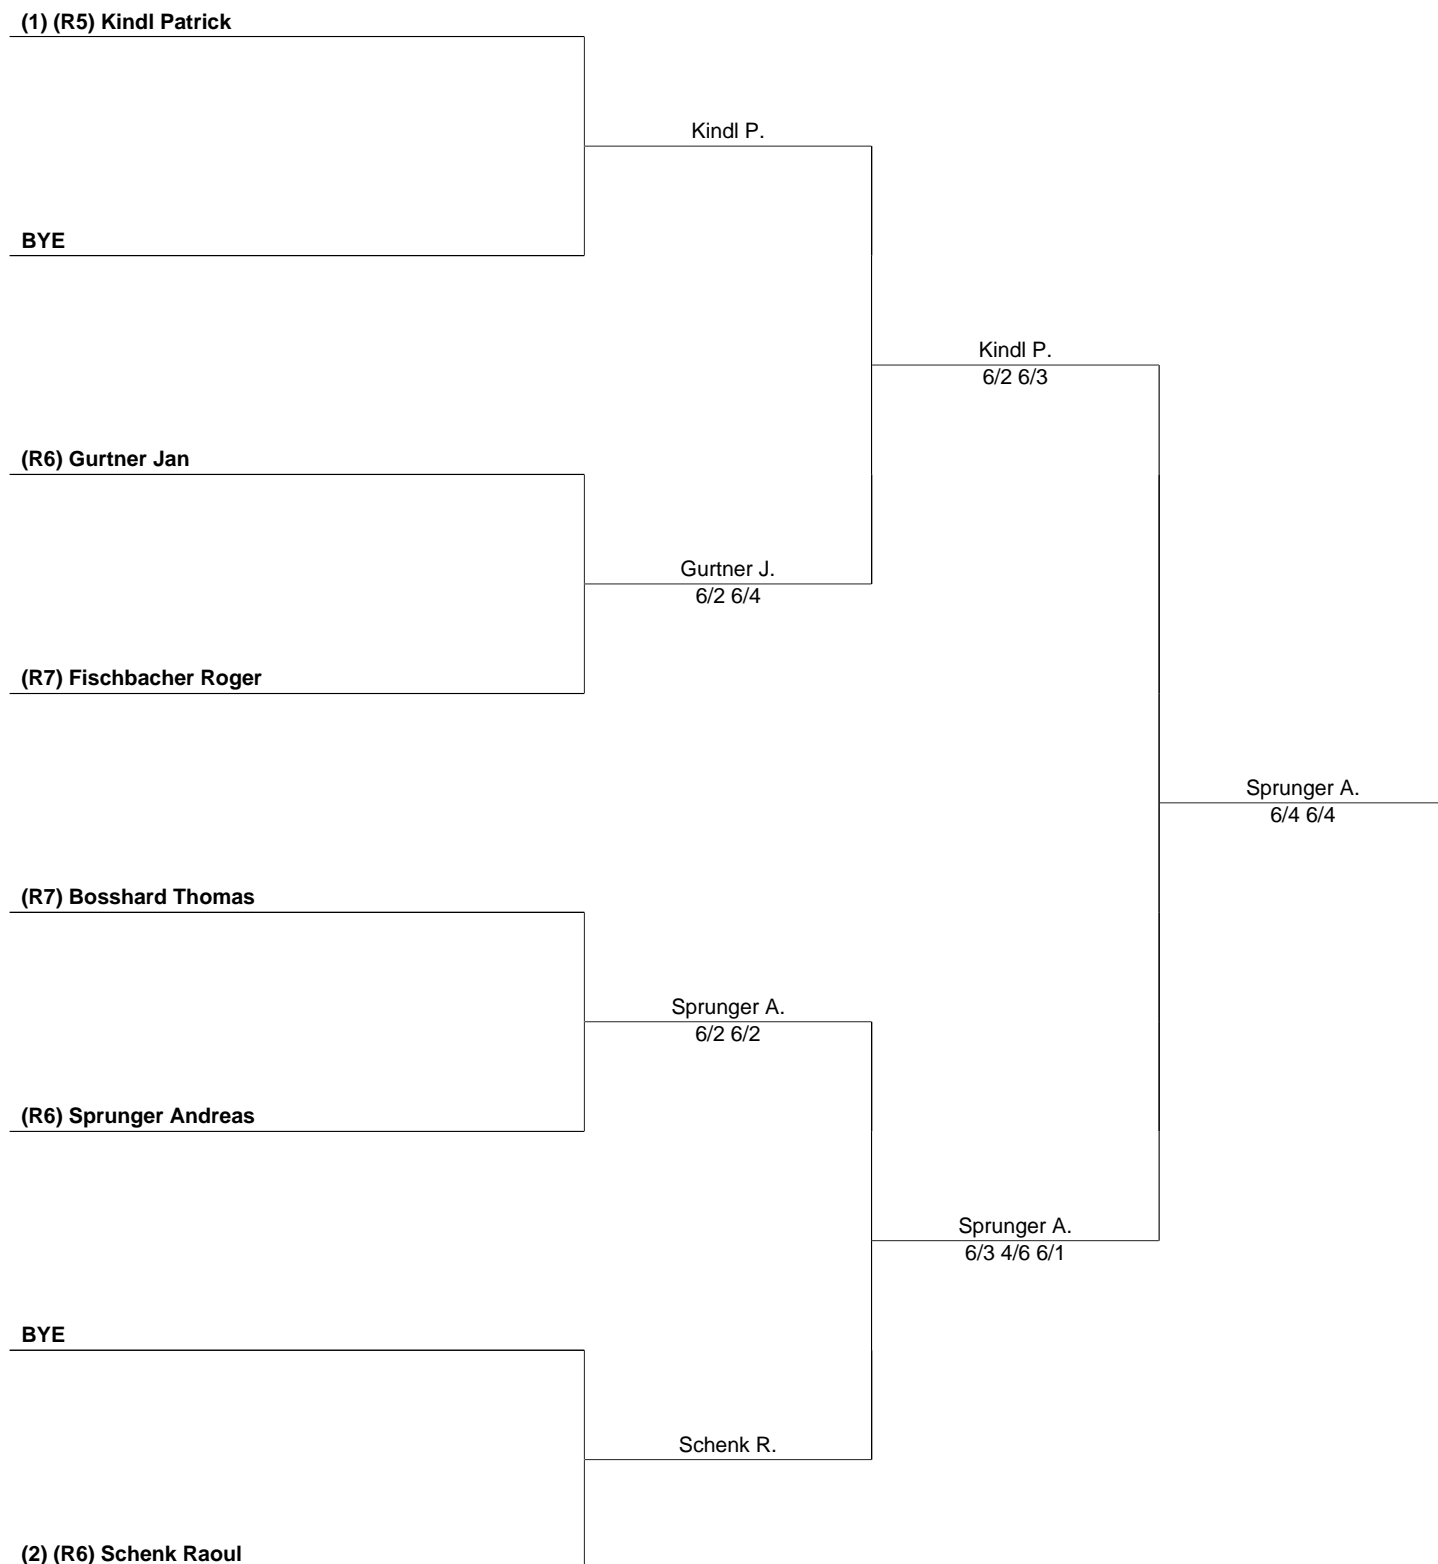 (1) (R5) Kindl Patrick
Kindl P.
BYE
Kindl P.
6/2 6/3
(R6) Gurtner Jan
Gurtner J.
6/2 6/4
(R7) Fischbacher Roger
Sprunger A.
6/4 6/4
(R7) Bosshard Thomas
Sprunger A.
6/2 6/2
(R6) Sprunger Andreas
Sprunger A.
6/3 4/6 6/1
BYE
Schenk R.
(2) (R6) Schenk Raoul